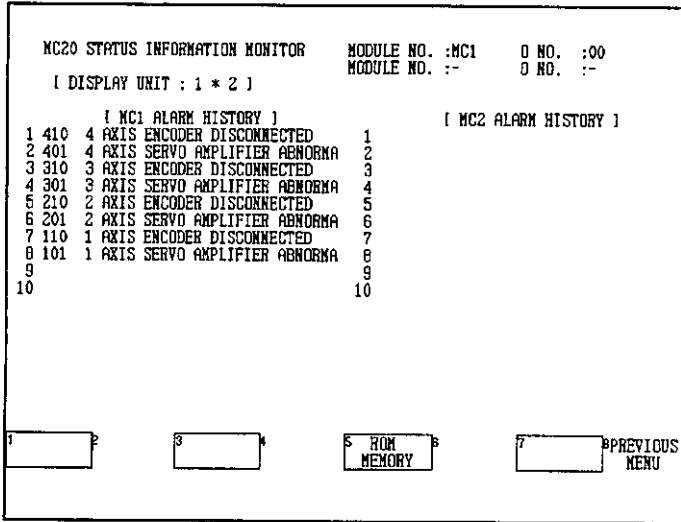 MC20 STATUS INFORMATION MONITOR MODULE NO. :MC1 O NO. :00
MODULE NO. :- O NO. :-
[ DISPLAY UNIT : 1 * 2 ]
[ MC1 ALARM HISTORY ] [ MC2 ALARM HISTORY ]
1 410 4 AXIS ENCODER DISCONNECTED 1
2 401 4 AXIS SERVO AMPLIFIER ABNORMA 2
3 310 3 AXIS ENCODER DISCONNECTED 3
4 301 3 AXIS SERVO AMPLIFIER ABNORMA 4
5 210 2 AXIS ENCODER DISCONNECTED 5
6 201 2 AXIS SERVO AMPLIFIER ABNORMA 6
7 110 1 AXIS ENCODER DISCONNECTED 7
8 101 1 AXIS SERVO AMPLIFIER ABNORMA 8
9 9
10 10
1 2 3 4 5 ROM 6 7 8 PREVIOUS
MEMORY MENU